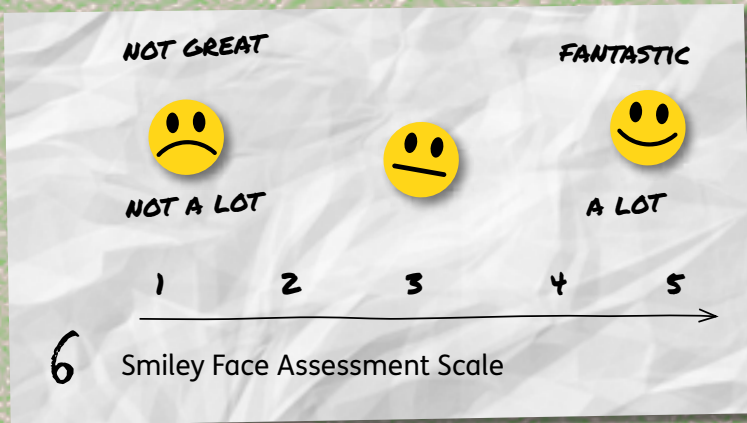 NOT GREAT FANTASTIC
NOT A LOT A LOT
1 2 3 4 5
6 Smiley Face Assessment Scale